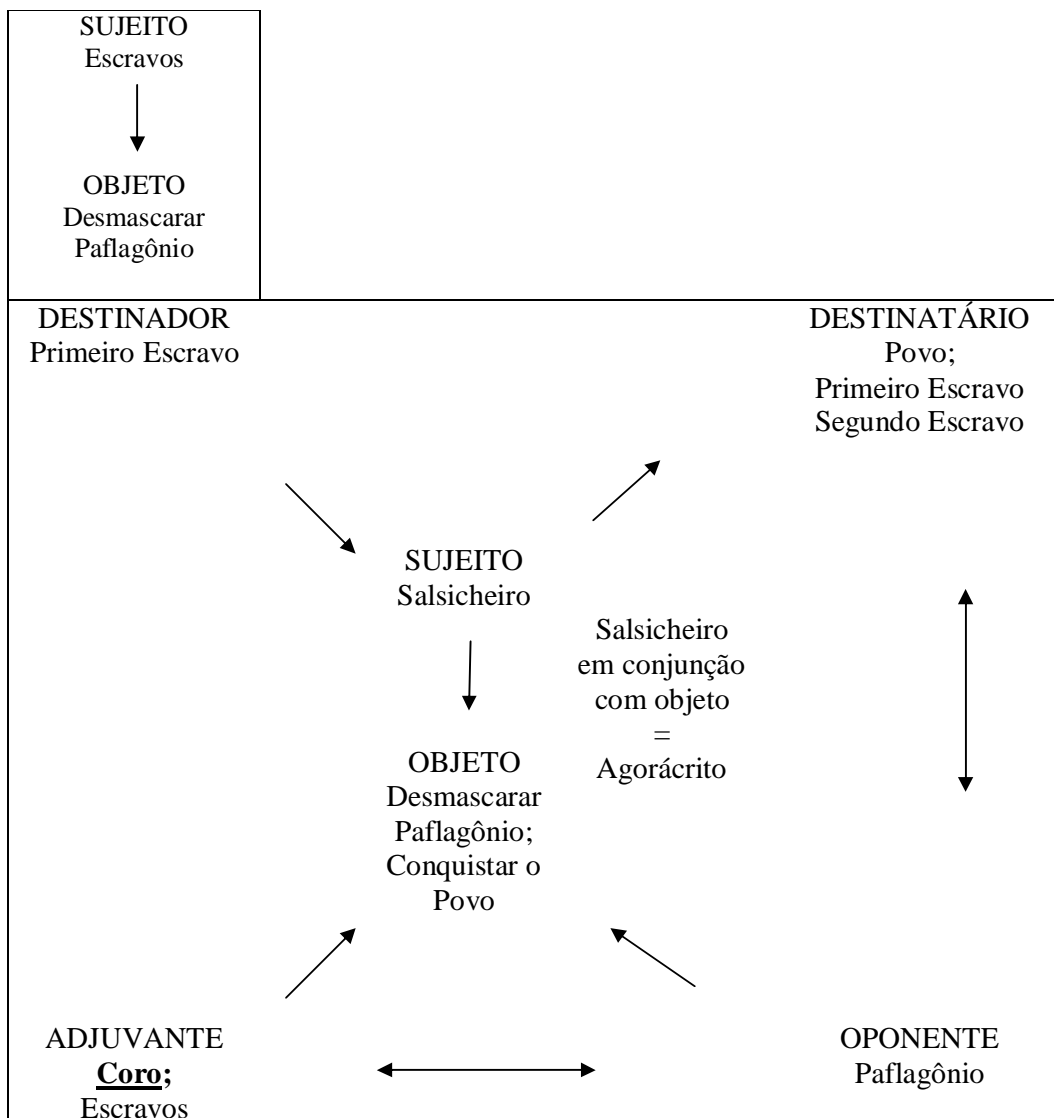 SUJEITO
Escravos
OBJETO
Desmascarar
Paflagônio
DESTINADOR
Primeiro Escravo
DESTINATÁRIO
Povo;
Primeiro Escravo
Segundo Escravo
SUJEITO
Salsicheiro
Salsicheiro
em conjunção
com objeto
=
Agorácrito
OBJETO
Desmascarar
Paflagônio;
Conquistar o
Povo
ADJUVANTE
Coro;
Escravos
OPONENTE
Paflagônio